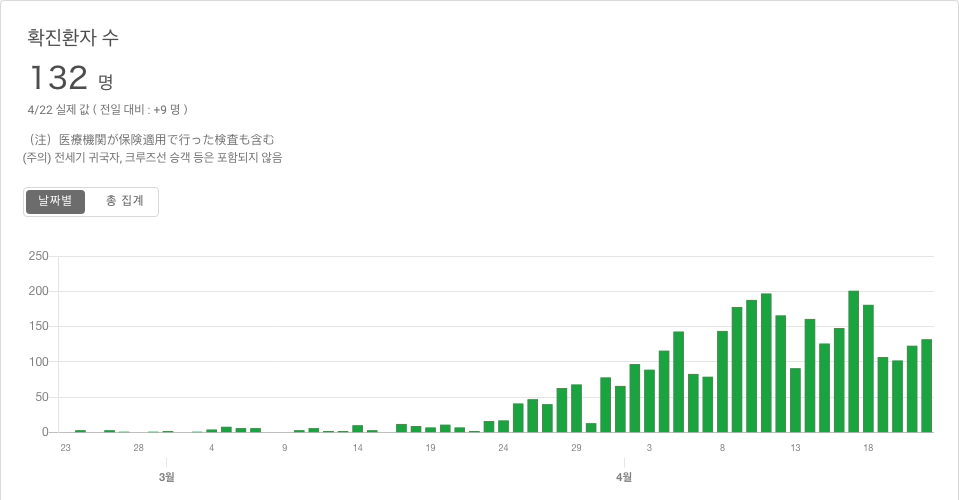 확진환자 수
132 명
4/22 실제 값 ( 전일 대비 : +9 명 )
（注）医療機関が保険適用で行った検査も含む
(주의) 전세기 귀국자, 크루즈선 승객 등은 포함되지 않음
날짜별 총 집계
250
200
150
100
50
0
23 28 4 9 14 19 24 29 3 8 13 18
3월 4월